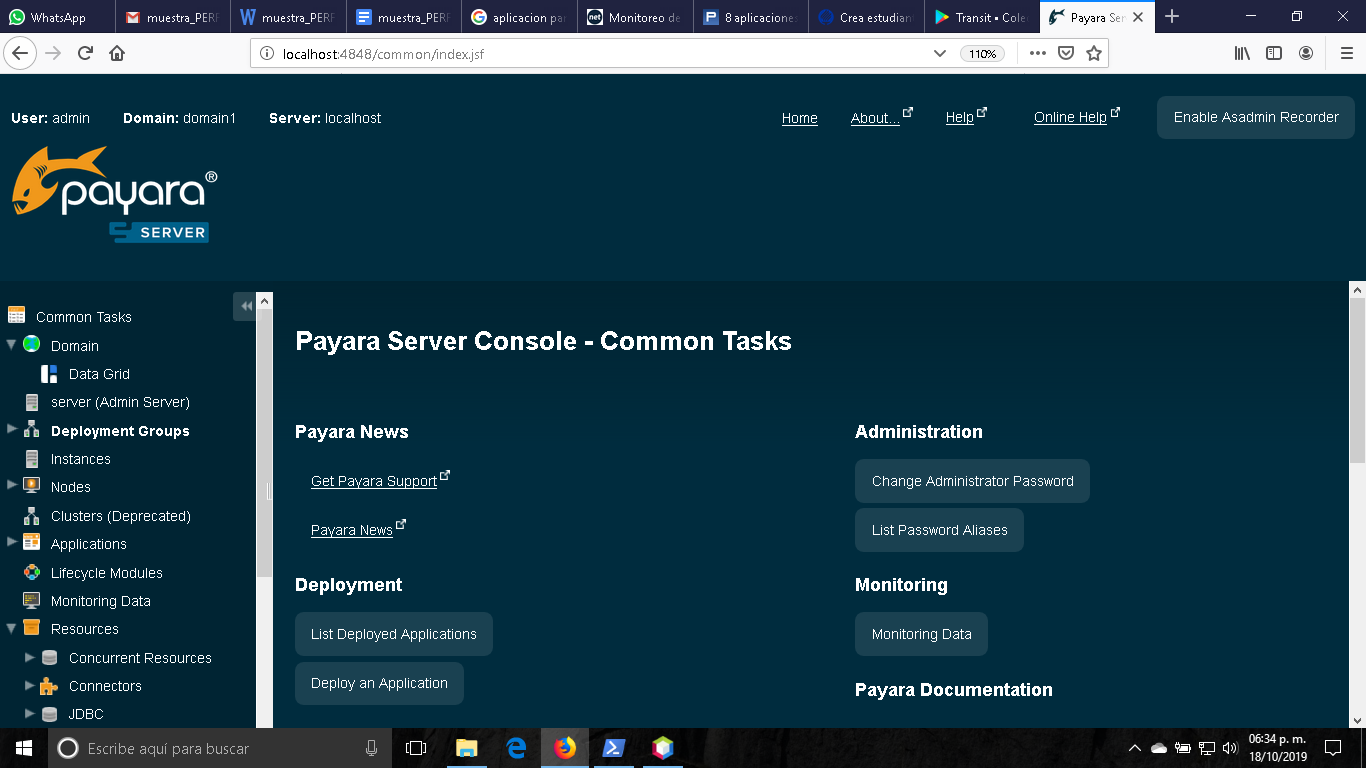 WhatsApp muestra_PERF muestra_PERF muestra_PERF aplicacion pa Monitoreo de 8 aplicaciones Crea estudian Transit • Cole Payara Ser
localhost:4848/common/index.jsf 110%
User: admin Domain: domain1 Server: localhost Home About... Help Online Help Enable Asadmin Recorder
payara®
SERVER
Common Tasks
Domain
Data Grid
server (Admin Server)
Deployment Groups
Instances
Nodes
Clusters (Deprecated)
Applications
Lifecycle Modules
Monitoring Data
Resources
Concurrent Resources
Connectors
JDBC
Payara Server Console - Common Tasks
Payara News
Get Payara Support
Payara News
Deployment
List Deployed Applications
Deploy an Application
Administration
Change Administrator Password
List Password Aliases
Monitoring
Monitoring Data
Payara Documentation
Escribe aquí para buscar
06:34 p. m.
18/10/2019